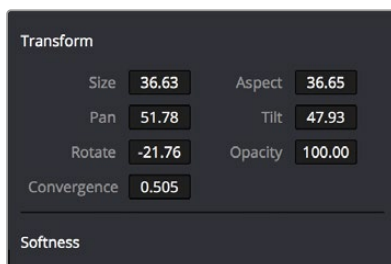 Transform
Size 36.63 Aspect 36.65
Pan 51.78 Tilt 47.93
Rotate -21.76 Opacity 100.00
Convergence 0.505
Softness